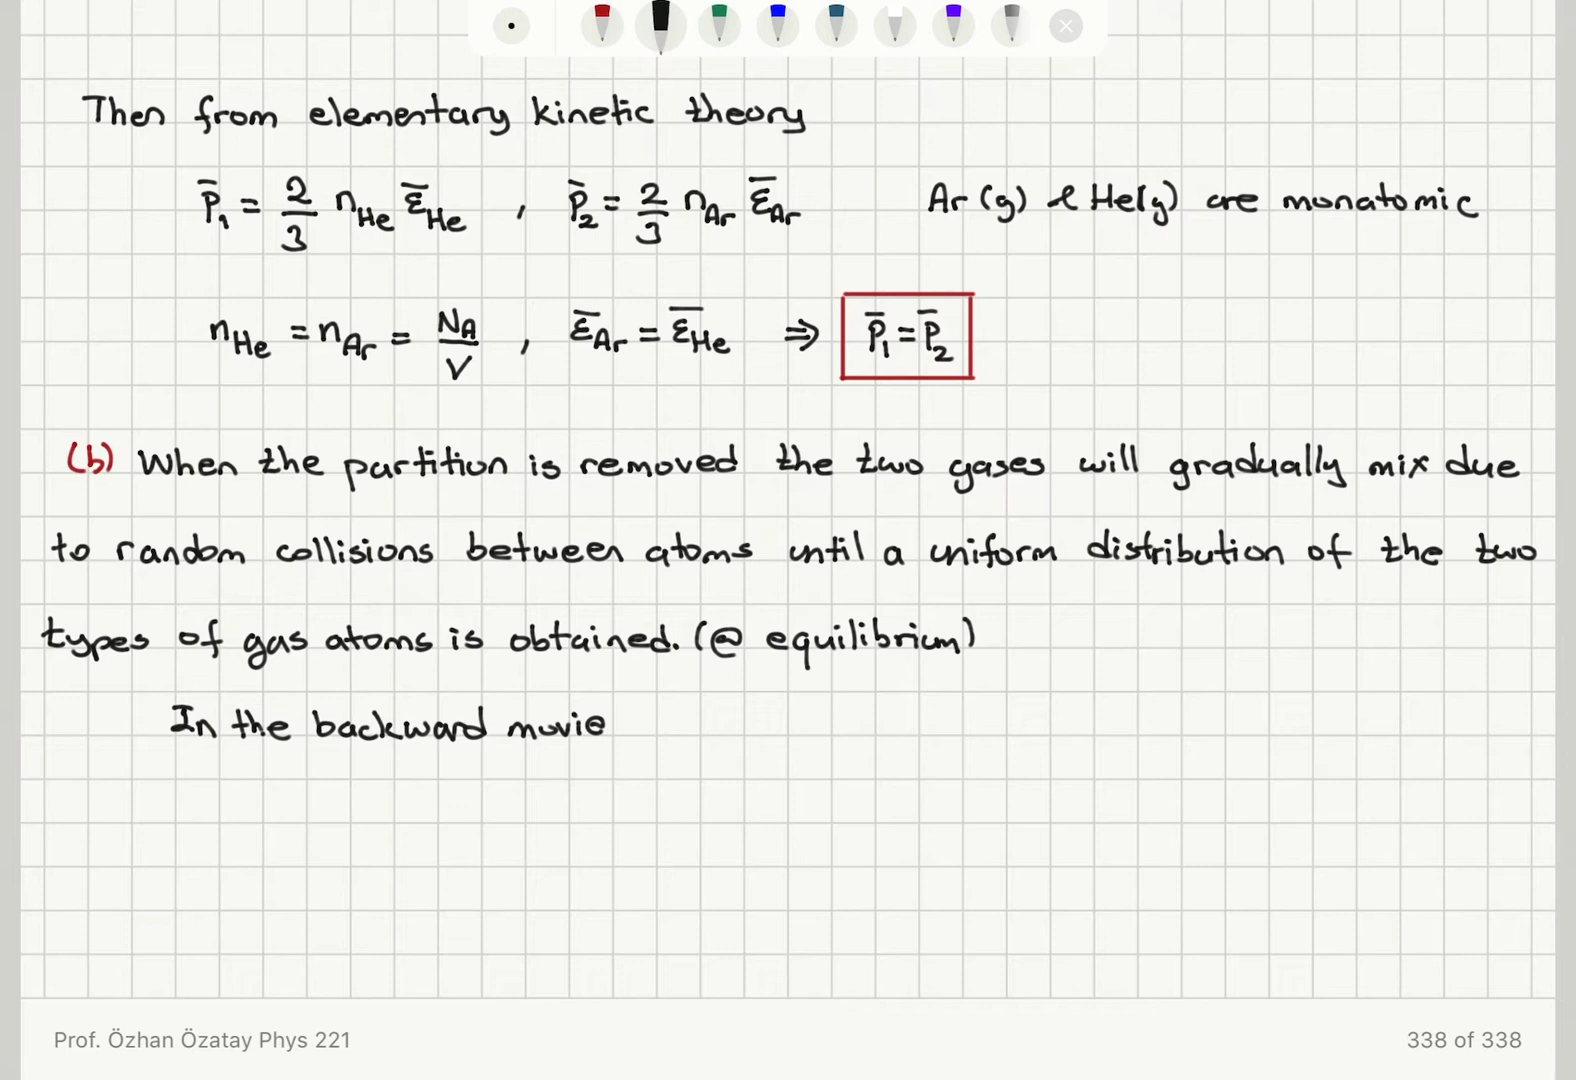 Then from elementary kinetic theory
P̄₁ = 2/3 n_He ε̄_He , P̄₂ = 2/3 n_Ar ε̄_Ar Ar(g) & He(g) are monatomic
n_He = n_Ar = N_A/V , ε̄_Ar = ε̄_He ⇒ P̄₁ = P̄₂
(b) When the partition is removed the two gases will gradually mix due
to random collisions between atoms until a uniform distribution of the two
types of gas atoms is obtained. (@ equilibrium)
In the backward movie
Prof. Özhan Özatay Phys 221
338 of 338